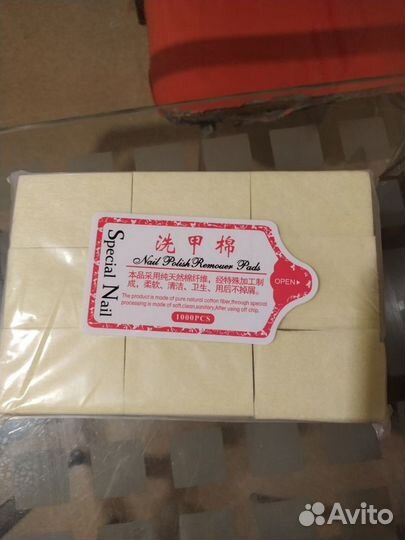 Special Nail
洗甲棉
Nail Polish Remouer Pads
本品采用纯天然棉纤维，经特殊加工制
成，柔软、清洁、卫生、用后不掉屑。
The product is made of pure natural cotton fiber,through special
processing is made of soft,clean,sanitary,After using off chip.
1000PCS
OPEN
Avito